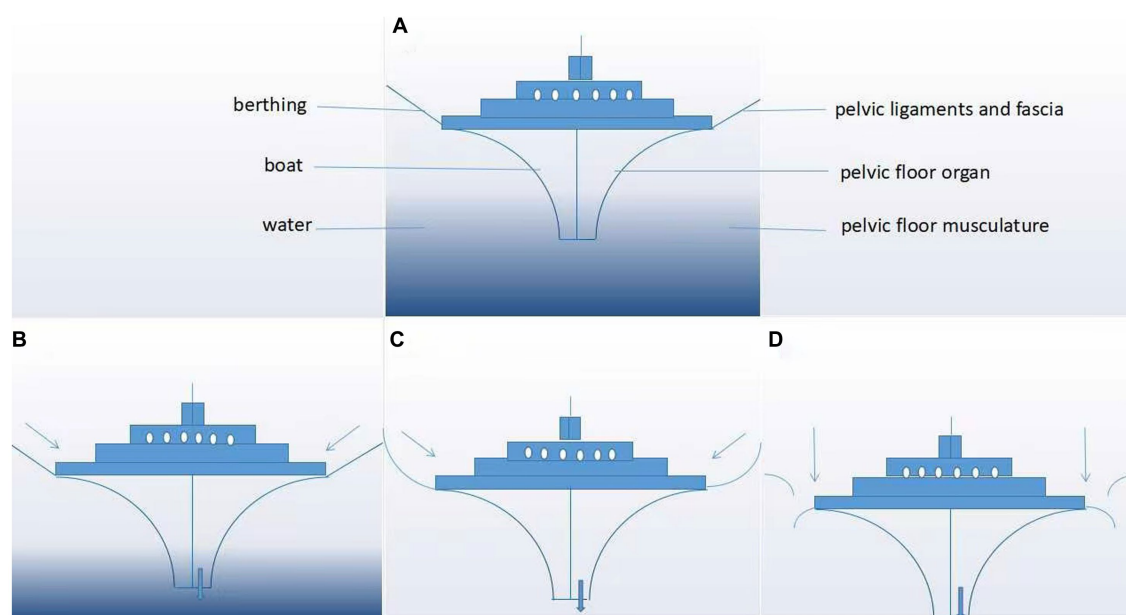 A
berthing
pelvic ligaments and fascia
boat
pelvic floor organ
water
pelvic floor musculature
B
C
D